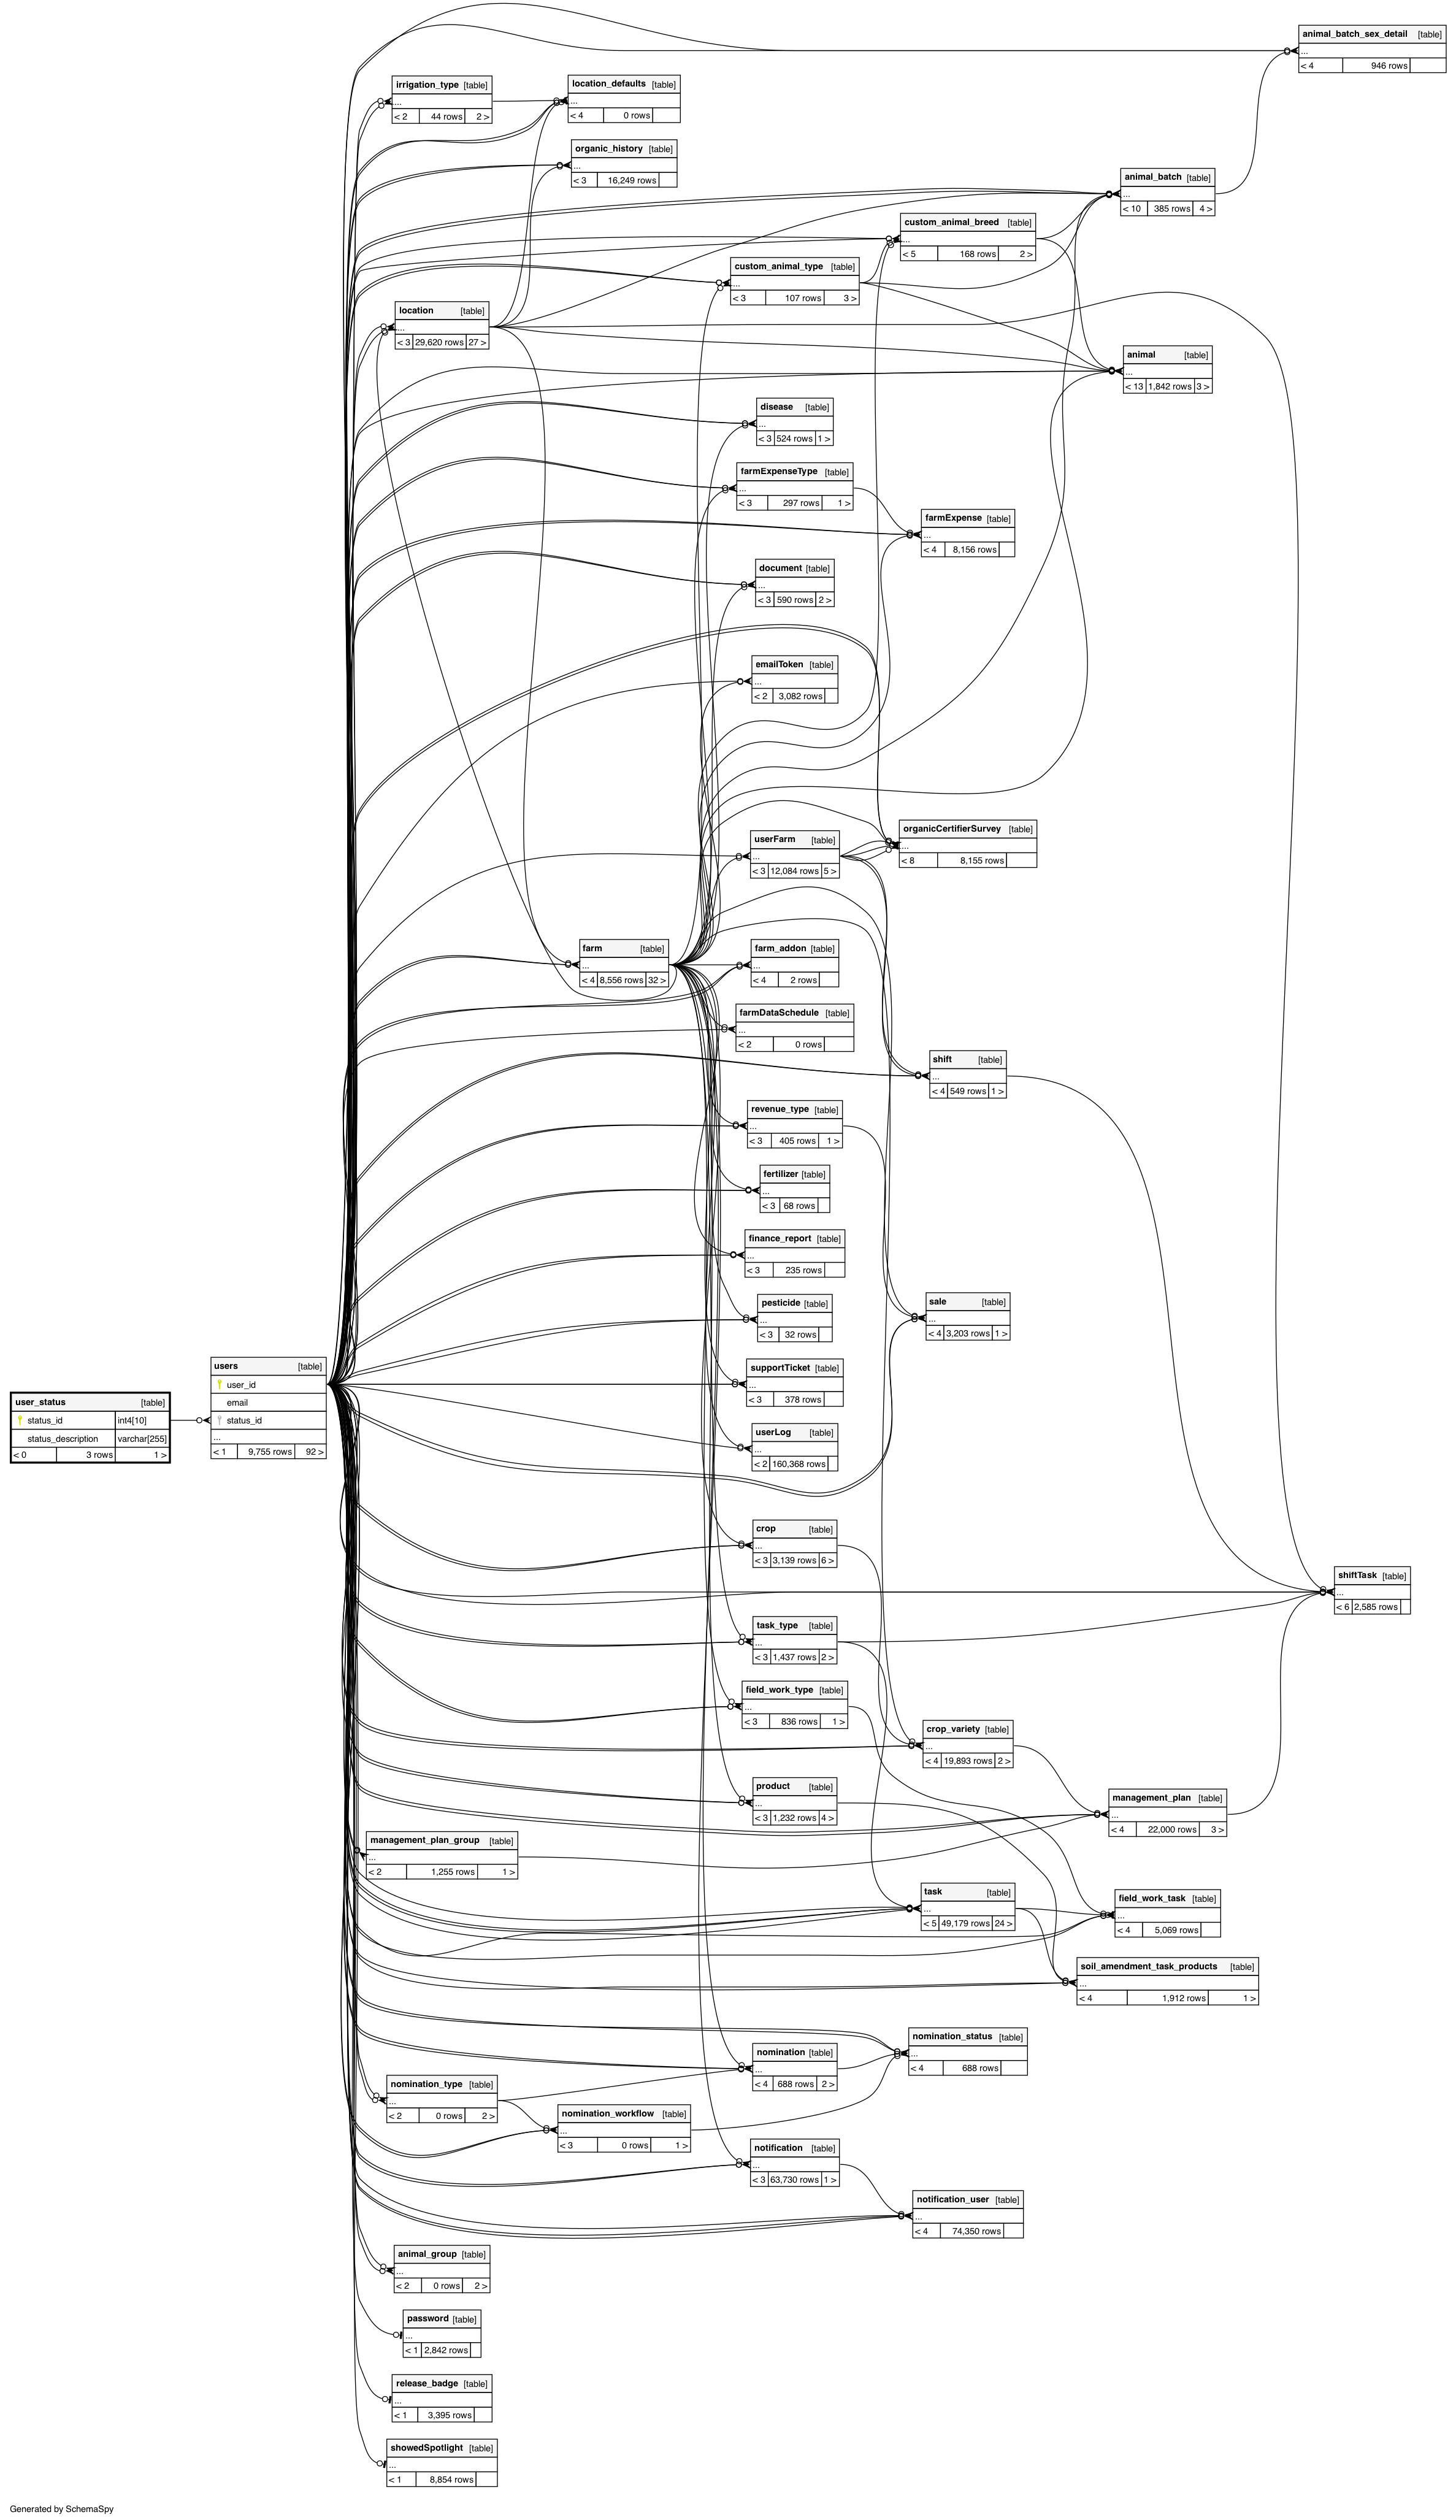 animal_batch_sex_detail [table]
...
< 4 946 rows
irrigation_type [table]
...
< 2 44 rows 2 >
location_defaults [table]
...
< 4 0 rows
organic_history [table]
...
< 3 16,249 rows
animal_batch [table]
...
< 10 385 rows 4 >
custom_animal_breed [table]
...
< 5 168 rows 2 >
custom_animal_type [table]
...
< 3 107 rows 3 >
location [table]
...
< 3 29,620 rows 27 >
animal [table]
...
< 13 1,842 rows 3 >
disease [table]
...
< 3 524 rows 1 >
farmExpenseType [table]
...
< 3 297 rows 1 >
farmExpense [table]
...
< 4 8,156 rows
document [table]
...
< 3 590 rows 2 >
emailToken [table]
...
< 2 3,082 rows
organicCertifierSurvey [table]
...
< 8 8,155 rows
userFarm [table]
...
< 3 12,084 rows 5 >
farm [table]
...
< 4 8,556 rows 32 >
farm_addon [table]
...
< 4 2 rows
farmDataSchedule [table]
...
< 2 0 rows
shift [table]
...
< 4 549 rows 1 >
revenue_type [table]
...
< 3 405 rows 1 >
fertilizer [table]
...
< 3 68 rows
finance_report [table]
...
< 3 235 rows
pesticide [table]
...
< 3 32 rows
sale [table]
...
< 4 3,203 rows 1 >
users [table]
user_id
email
status_id
...
< 1 9,755 rows 92 >
user_status [table]
status_id int4[10]
status_description varchar[255]
< 0 3 rows 1 >
supportTicket [table]
...
< 3 378 rows
userLog [table]
...
< 2 160,368 rows
crop [table]
...
< 3 3,139 rows 6 >
shiftTask [table]
...
< 6 2,585 rows
task_type [table]
...
< 3 1,437 rows 2 >
field_work_type [table]
...
< 3 836 rows 1 >
crop_variety [table]
...
< 4 19,893 rows 2 >
product [table]
...
< 3 1,232 rows 4 >
management_plan [table]
...
< 4 22,000 rows 3 >
management_plan_group [table]
...
< 2 1,255 rows 1 >
task [table]
...
< 5 49,179 rows 24 >
field_work_task [table]
...
< 4 5,069 rows
soil_amendment_task_products [table]
...
< 4 1,912 rows 1 >
nomination_status [table]
...
< 4 688 rows
nomination [table]
...
< 4 688 rows 2 >
nomination_type [table]
...
< 2 0 rows 2 >
nomination_workflow [table]
...
< 3 0 rows 1 >
notification [table]
...
< 3 63,730 rows 1 >
notification_user [table]
...
< 4 74,350 rows
animal_group [table]
...
< 2 0 rows 2 >
password [table]
...
< 1 2,842 rows
release_badge [table]
...
< 1 3,395 rows
showedSpotlight [table]
...
< 1 8,854 rows
Generated by SchemaSpy